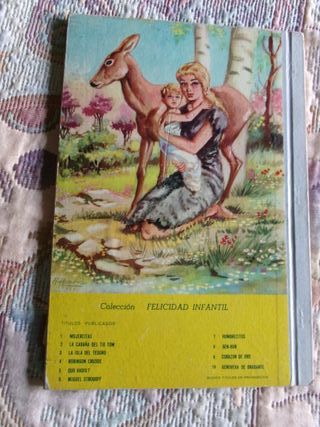 Colección FELICIDAD INFANTIL
TITULOS PUBLICADOS
1 MUJERCITAS
2 LA CABAÑA DEL TIO TOM
3 LA ISLA DEL TESORO
4 ROBINSON CRUSOE
5 QUO VADIS?
6 MIGUEL STROGOFF
7 HOMBRECITOS
8 BEN-HUR
9 CORAZON DE ORO
10 GENOVEVA DE BRABANTE